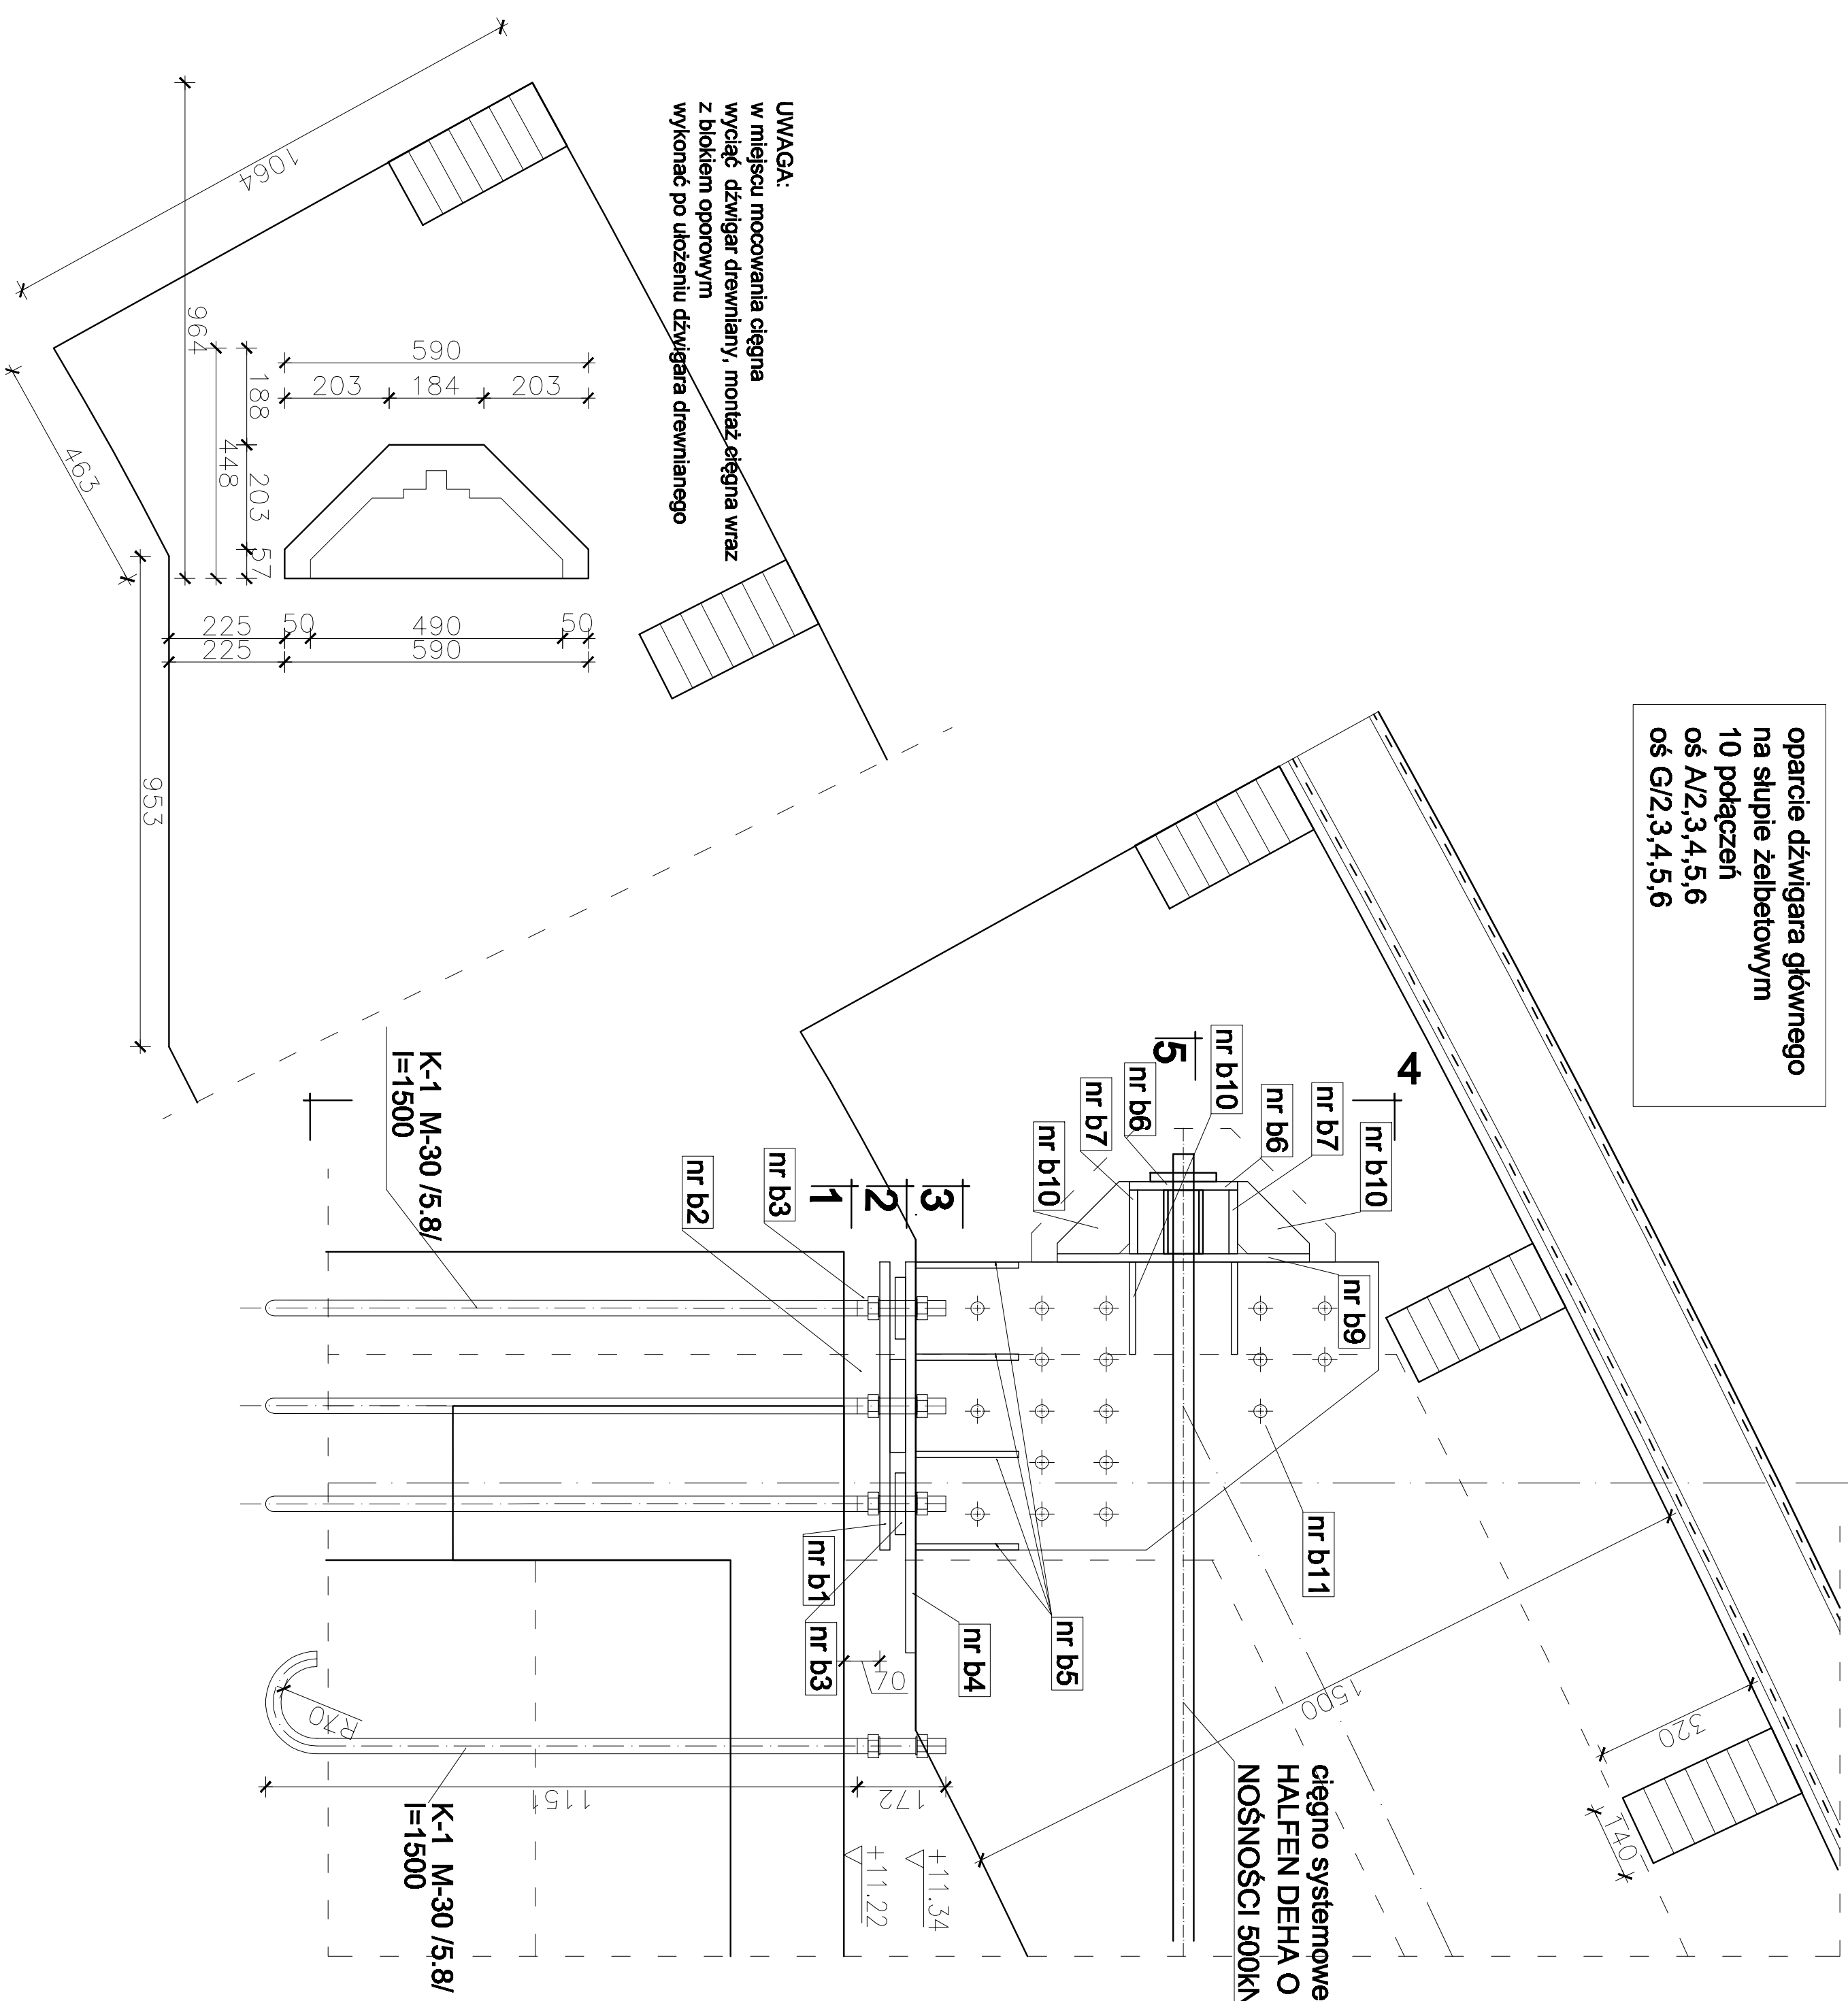 oparcie dźwigara głównego
na słupie żelbetowym
10 połączeń
oś A/2,3,4,5,6
oś G/2,3,4,5,6
UWAGA:
w miejscu mocowania cięgna
wyciąć dźwigar drewniany, montaż cięgna wraz
z blokiem oporowym
wykonać po ułożeniu dźwigara drewnianego
1064
964
463
590
203 184 203
188
448
203
57
225 50 490 50
225 590
953
4
5
nr b10
nr b6
nr b7
nr b10
nr b6
nr b7
nr b10
nr b9
nr b11
3
2
1
nr b3
nr b2
nr b1
nr b3
nr b4
nr b5
K-1 M-30 /5.8/
l=1500
K-1 M-30 /5.8/
l=1500
70
R70
1151
172
+11.34
+11.22
1500
320
140
cięgno systemowe
HALFEN DEHA O
NOŚNOŚCI 500kN